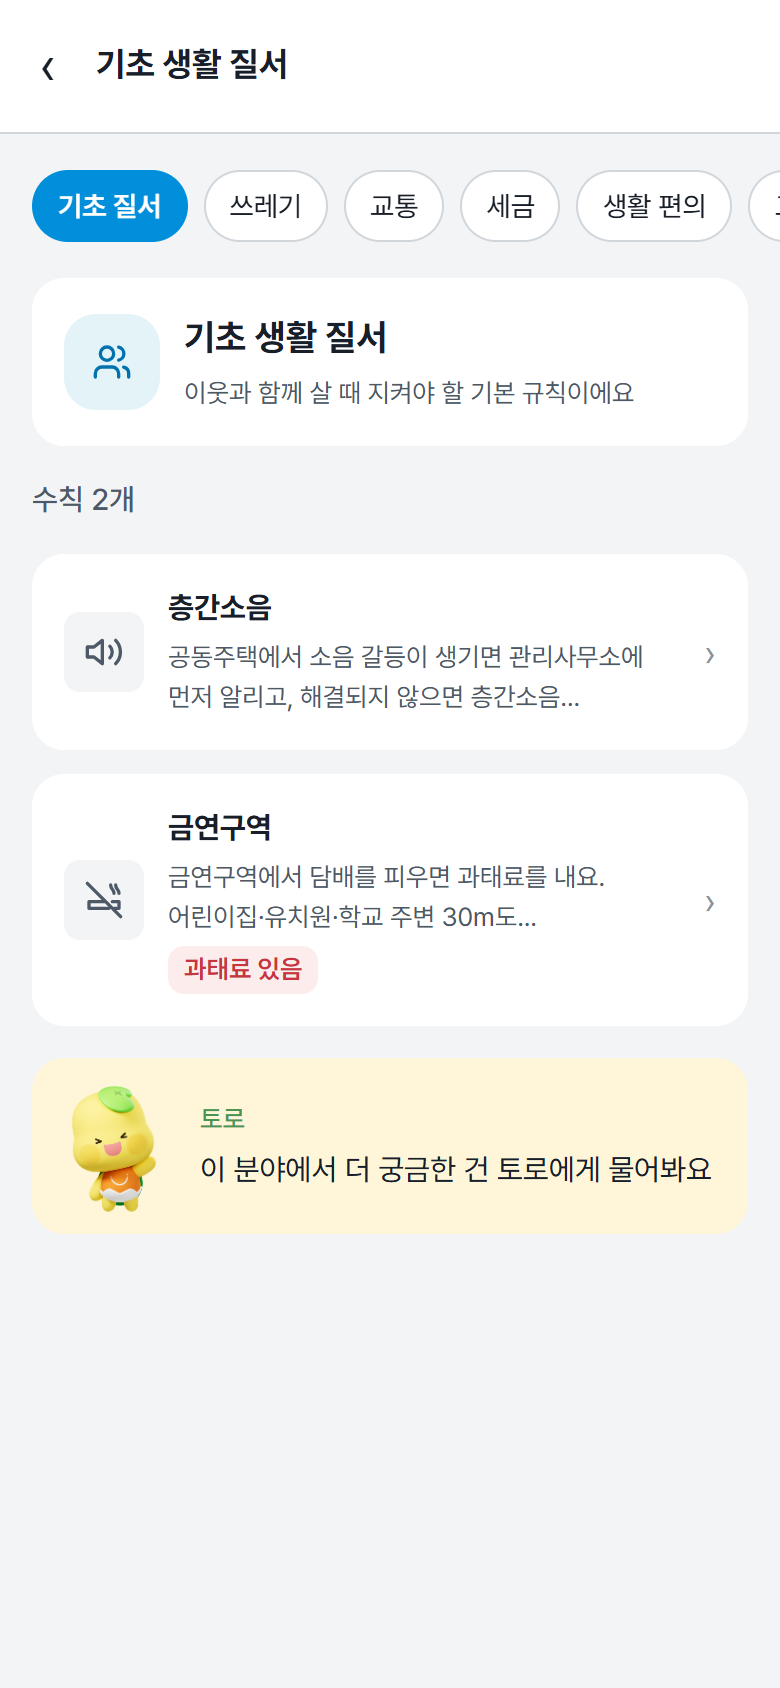 기초 생활 질서
기초 질서
쓰레기
교통
세금
생활 편의
기초 생활 질서
이웃과 함께 살 때 지켜야 할 기본 규칙이에요
수칙 2개
층간소음
공동주택에서 소음 갈등이 생기면 관리사무소에
먼저 알리고, 해결되지 않으면 층간소음...
금연구역
금연구역에서 담배를 피우면 과태료를 내요.
어린이집·유치원·학교 주변 30m도...
과태료 있음
토로
이 분야에서 더 궁금한 건 토로에게 물어봐요